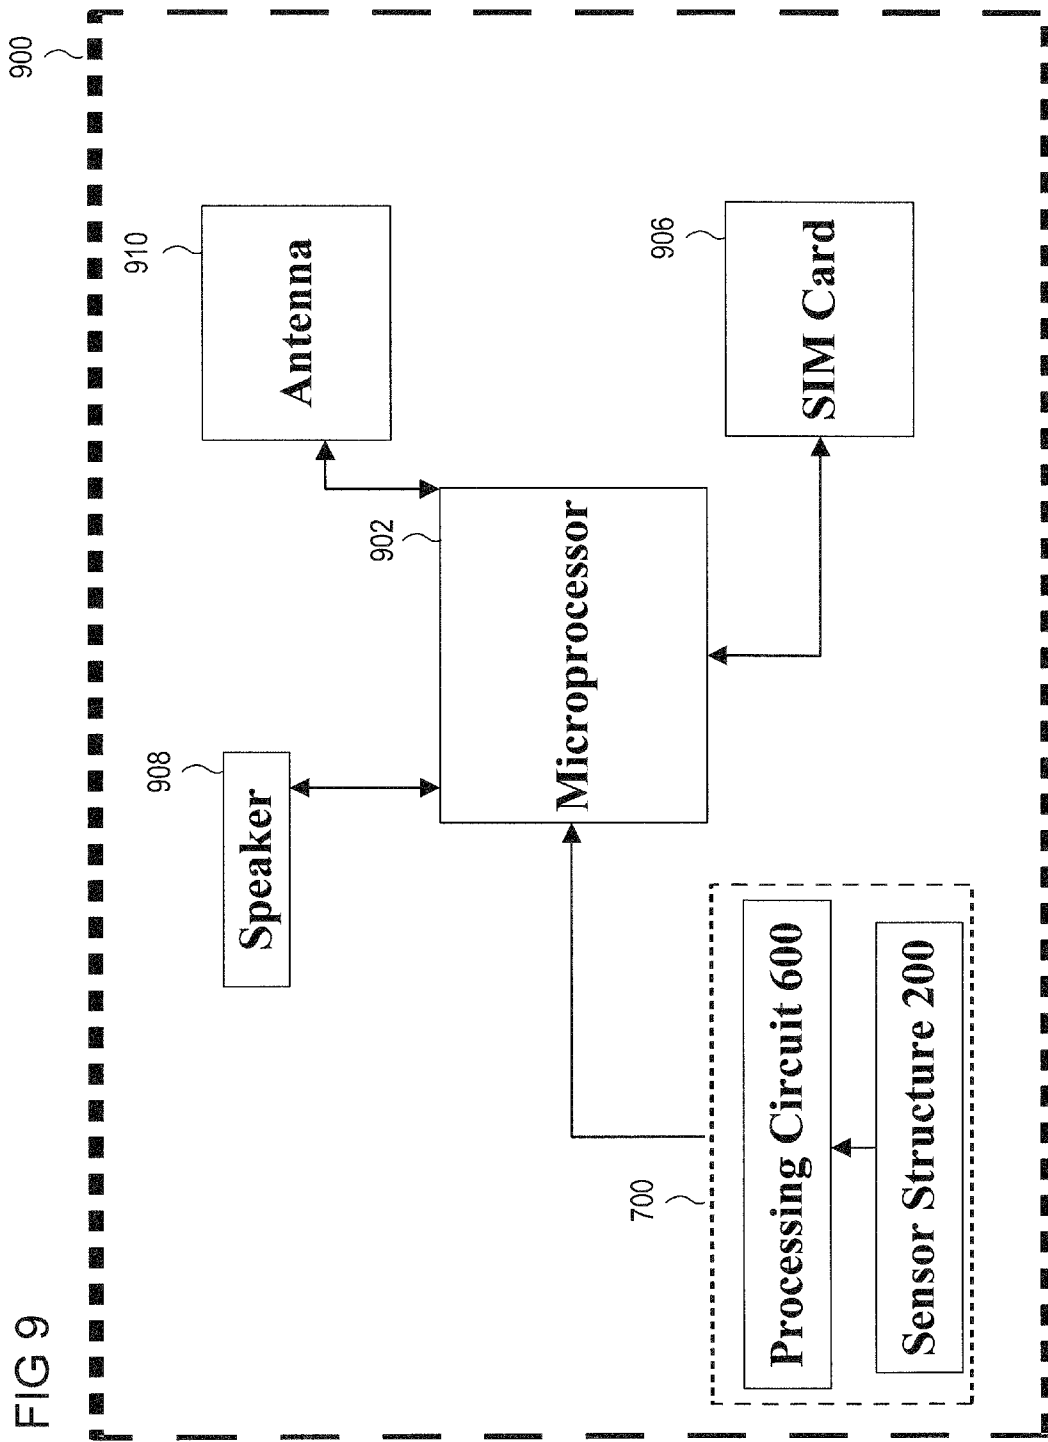 FIG 9
900
908
Speaker
910
Antenna
902
Microprocessor
700
Processing Circuit 600
Sensor Structure 200
906
SIM Card